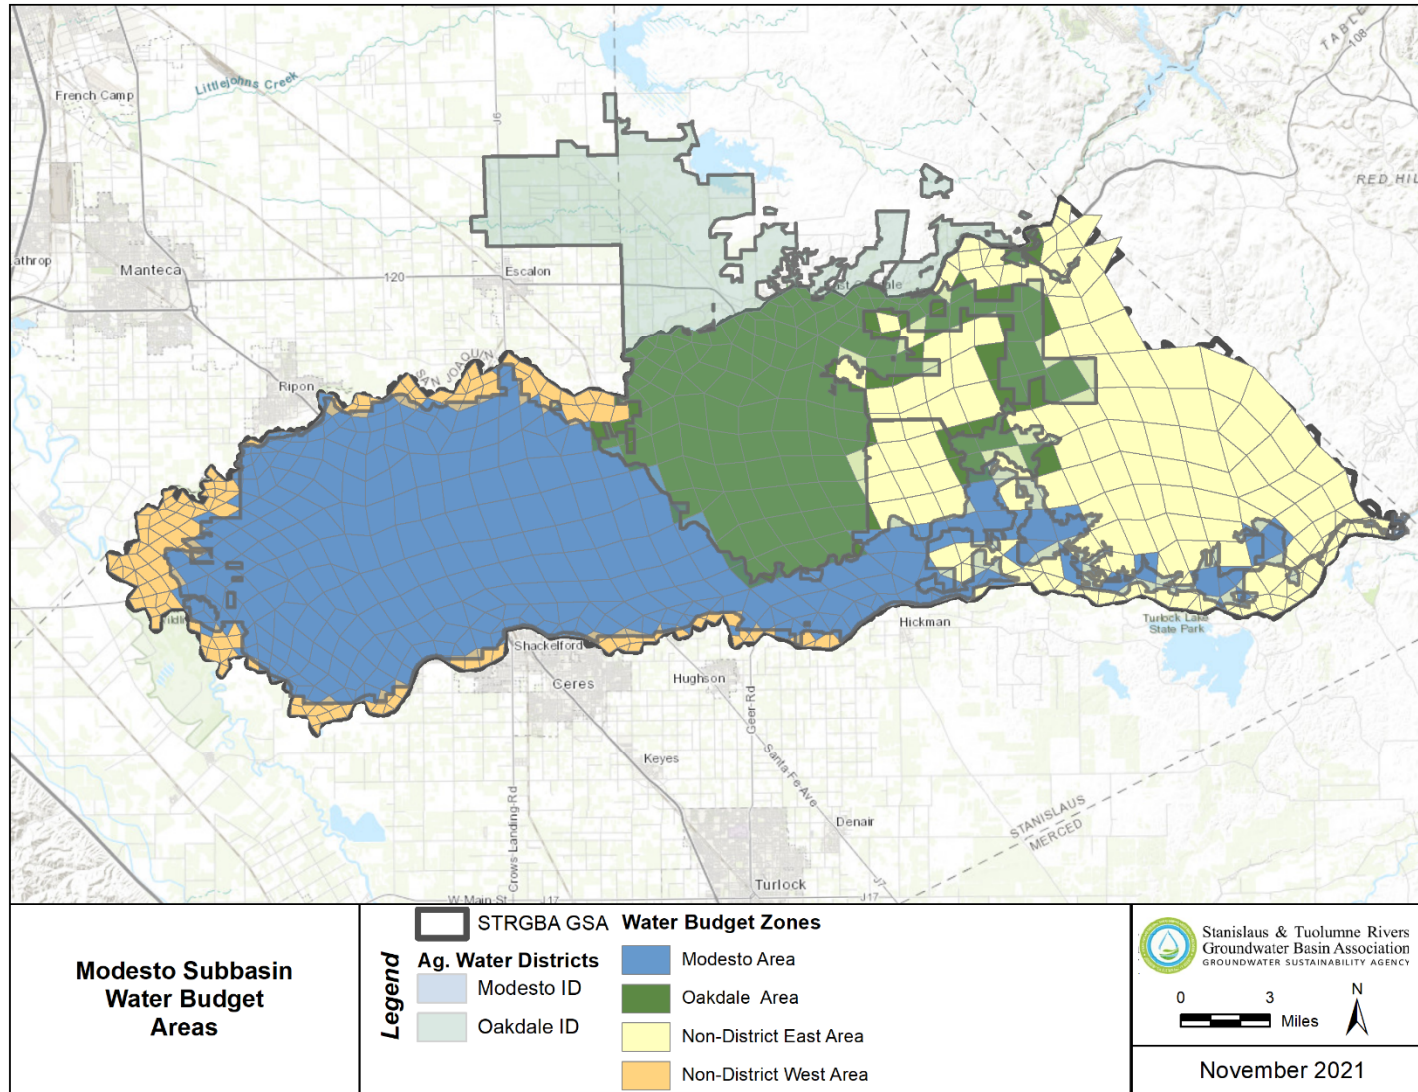 TABLE
108
Littlejohns Creek
French Camp
J6
RED HIL
athrop
Manteca
120
Escalon
SAN JOAQUIN
Ripon
Hickman
Turlock Lake
State Park
Shackelford
Ceres
Hughson
Geer-Rd
Keyes
Santa Fe Ave
Crows-Landing-Rd
Denair
STANISLAUS
MERCED
Turlock
J7
W-Main-St
J17
J17
Modesto Subbasin
Water Budget
Areas
Legend
STRGBA GSA
Ag. Water Districts
Modesto ID
Oakdale ID
Water Budget Zones
Modesto Area
Oakdale Area
Non-District East Area
Non-District West Area
Stanislaus & Tuolumne Rivers
Groundwater Basin Association
GROUNDWATER SUSTAINABILITY AGENCY
0 3
Miles
N
November 2021